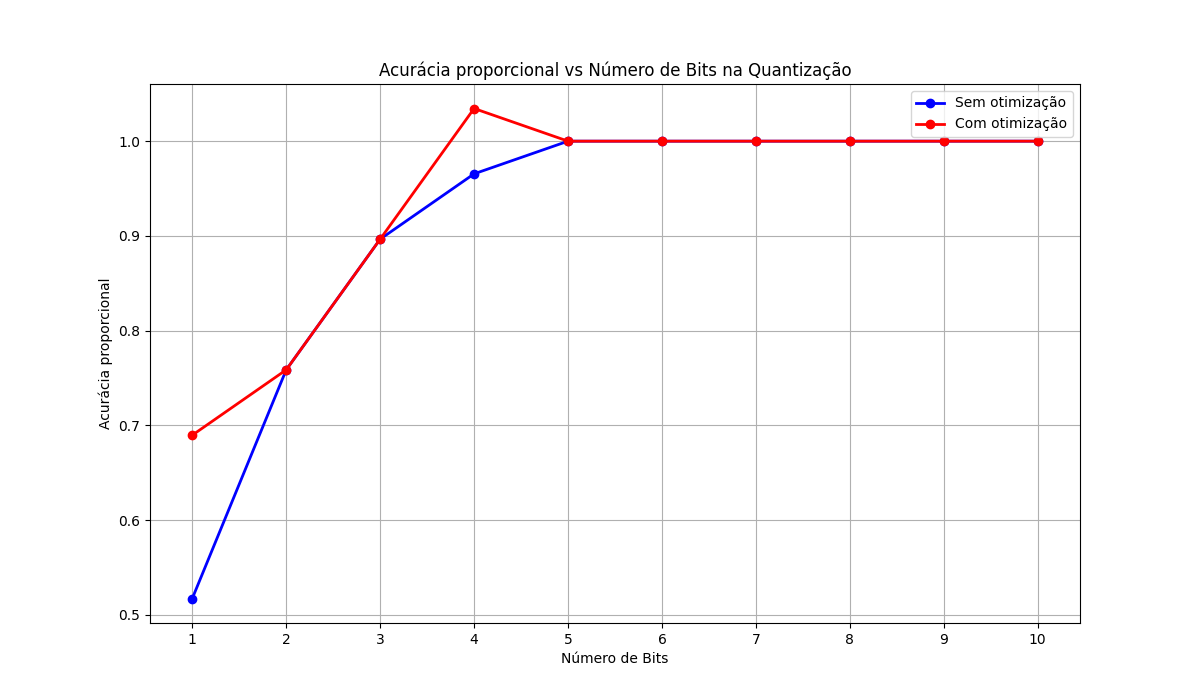 Acurácia proporcional vs Número de Bits na Quantização
Sem otimização
Com otimização
Acurácia proporcional
1.0
0.9
0.8
0.7
0.6
0.5
1 2 3 4 5 6 7 8 9 10
Número de Bits